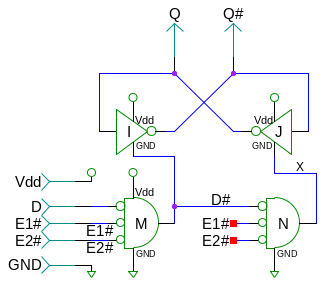 Q Q#
Vdd Vdd
I J
GND GND
X
Vdd Vdd
D D#
E1# E1# M E1# N
E2# E2# E2#
GND GND GND